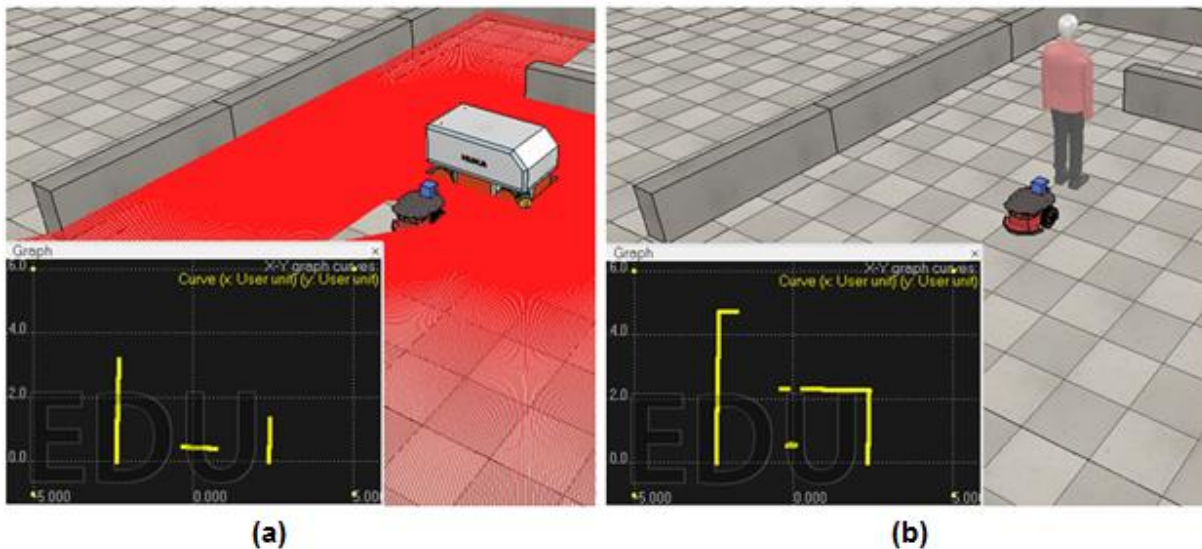 KUKA
Graph ×
X-Y graph curves:
Curve (x: User unit) (y: User unit)
6.0
4.0
2.0
0.0
-5.000 0.000 5.000
EDU
(a)
Graph ×
X-Y graph curves:
Curve (x: User unit) (y: User unit)
6.0
4.0
2.0
0.0
-5.000 0.000 5.000
EDU
(b)